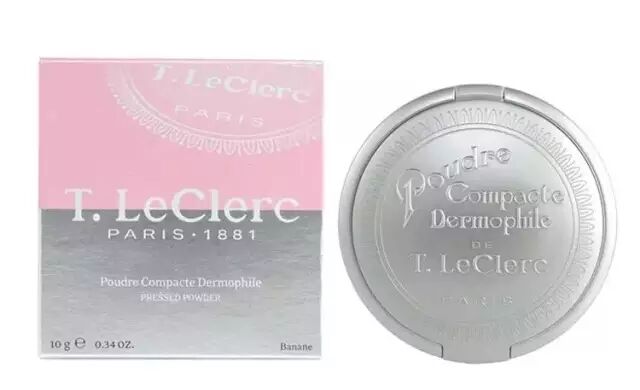 T. LeClerc
PARIS
T. LeClerc
PARIS · 1881
Poudre Compacte Dermophile
PRESSED POWDER
10 g ℮ 0.34 OZ.
Banane
Poudre
Compacte
Dermophile
DE
T. LeClerc
PARIS